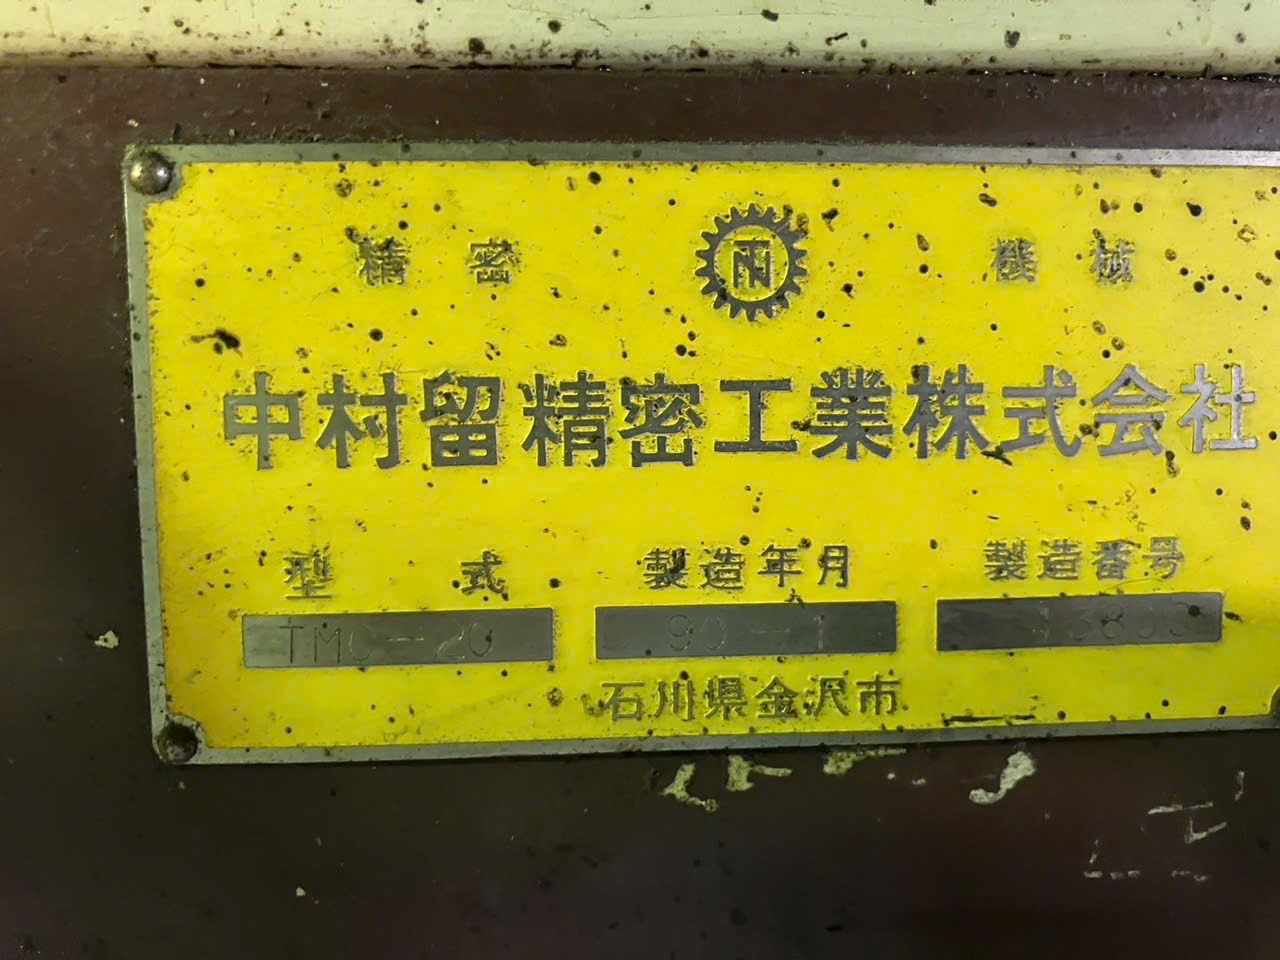 精密 TN 機械
中村留精密工業株式会社
型式 製造年月 製造番号
TMC-20 90-1
石川県金沢市